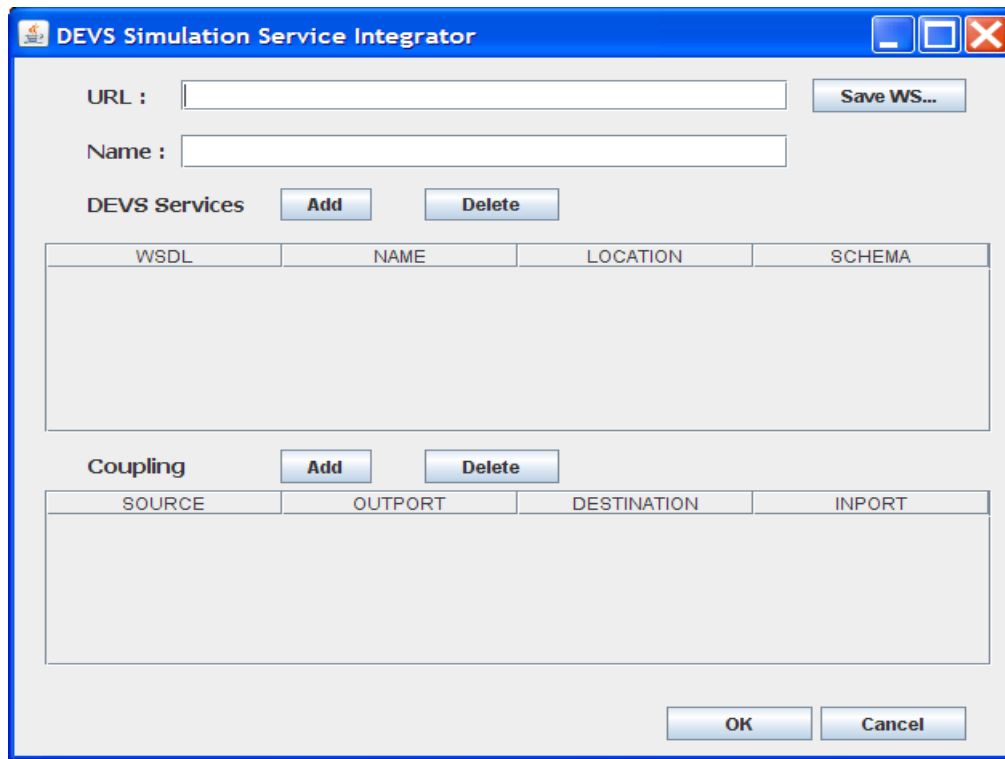 DEVS Simulation Service Integrator
URL :
Save WS...
Name :
DEVS Services Add Delete
WSDL NAME LOCATION SCHEMA
Coupling Add Delete
SOURCE OUTPORT DESTINATION INPORT
OK Cancel